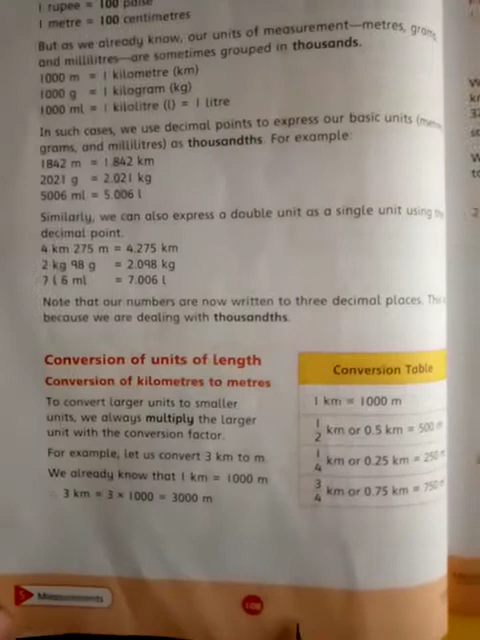 1 rupee = 100 paise
1 metre = 100 centimetres
But as we already know, our units of measurement—metres, grams,
and millilitres—are sometimes grouped in thousands.
1000 m = 1 kilometre (km)
1000 g = 1 kilogram (kg)
1000 ml = 1 kilolitre (l) = 1 litre
In such cases, we use decimal points to express our basic units (metres,
grams, and millilitres) as thousandths. For example:
1842 m = 1.842 km
2021 g = 2.021 kg
5006 ml = 5.006 l
Similarly, we can also express a double unit as a single unit using the
decimal point.
4 km 275 m = 4.275 km
2 kg 98 g = 2.098 kg
7 l 6 ml = 7.006 l
Note that our numbers are now written to three decimal places. This
because we are dealing with thousandths.
Conversion of units of length
Conversion of kilometres to metres
To convert larger units to smaller
units, we always multiply the larger
unit with the conversion factor.
For example, let us convert 3 km to m.
We already know that 1 km = 1000 m
∴ 3 km = 3 × 1000 = 3000 m
Conversion Table
1 km = 1000 m
1/2 km or 0.5 km = 500 m
1/4 km or 0.25 km = 250 m
3/4 km or 0.75 km = 750 m
5 Measurements
108